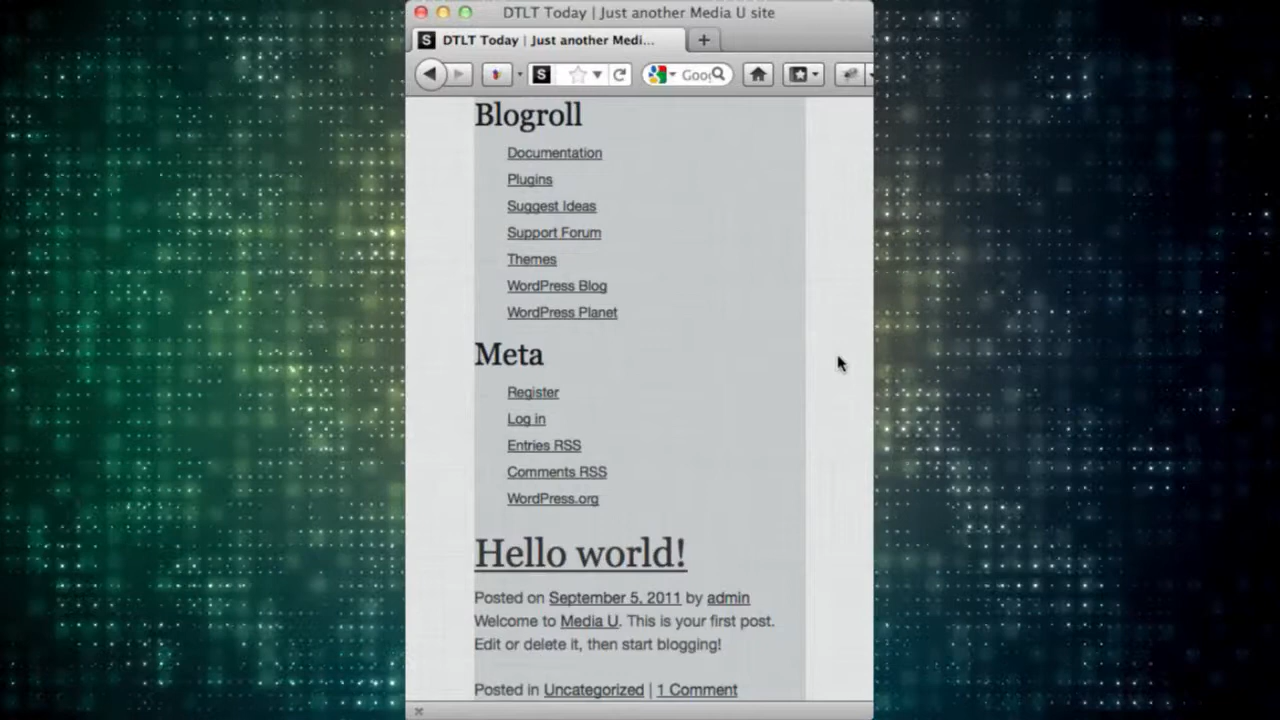 DTLT Today | Just another Media U site
S DTLT Today | Just another Medi... +
S Goo
Blogroll
Documentation
Plugins
Suggest Ideas
Support Forum
Themes
WordPress Blog
WordPress Planet
Meta
Register
Log in
Entries RSS
Comments RSS
WordPress.org
Hello world!
Posted on September 5, 2011 by admin
Welcome to Media U. This is your first post.
Edit or delete it, then start blogging!
Posted in Uncategorized | 1 Comment